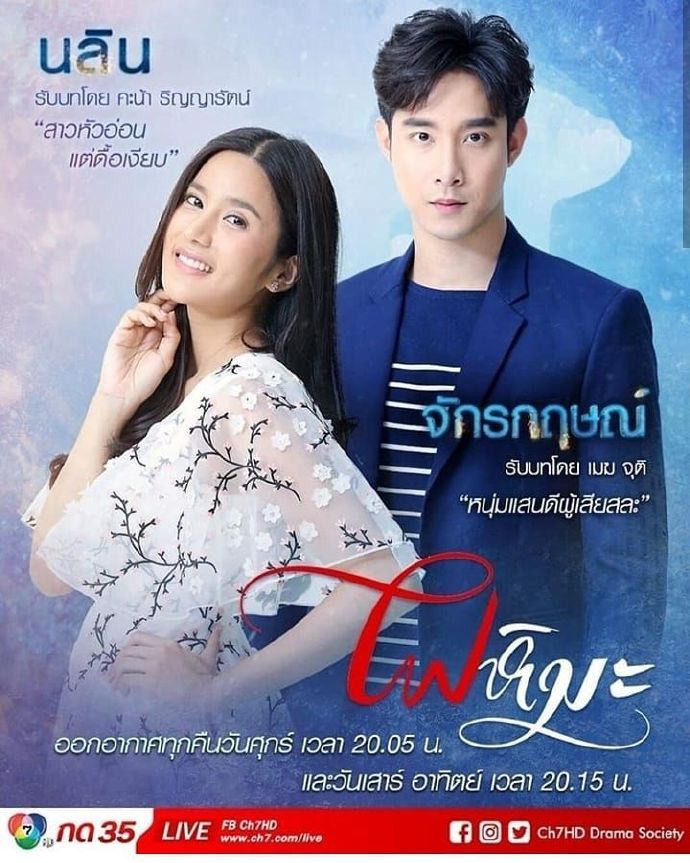 นลิน
รับบทโดย คะน้า ริญญารัตน์
“สาวหัวอ่อน
แต่ดื้อเงียบ”
จักรกฤษณ์
รับบทโดย เมฆ จุติ
“หนุ่มแสนดีผู้เสียสละ”
ไฟหิมะ
ออกอากาศทุกคืนวันศุกร์ เวลา 20.05 น.
และวันเสาร์ อาทิตย์ เวลา 20.15 น.
7 กด 35 LIVE FB Ch7HD
www.ch7.com/live
Ch7HD Drama Society